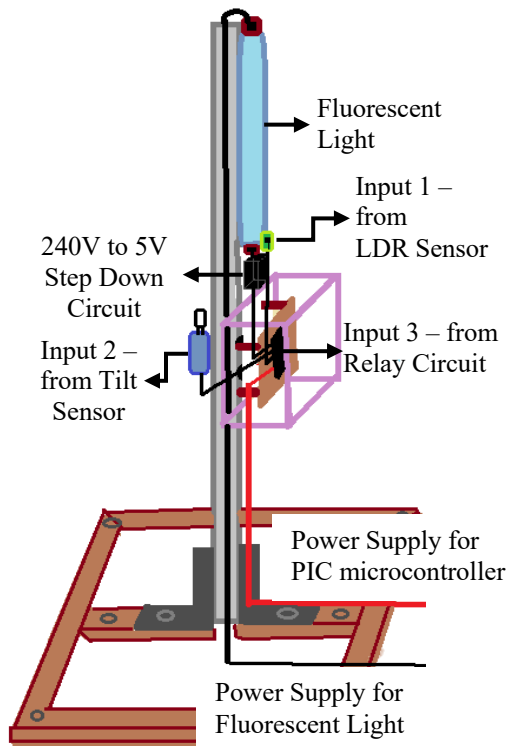 Fluorescent
Light
Input 1 –
from
LDR Sensor
240V to 5V
Step Down
Circuit
Input 2 –
from Tilt
Sensor
Input 3 – from
Relay Circuit
Power Supply for
PIC microcontroller
Power Supply for
Fluorescent Light